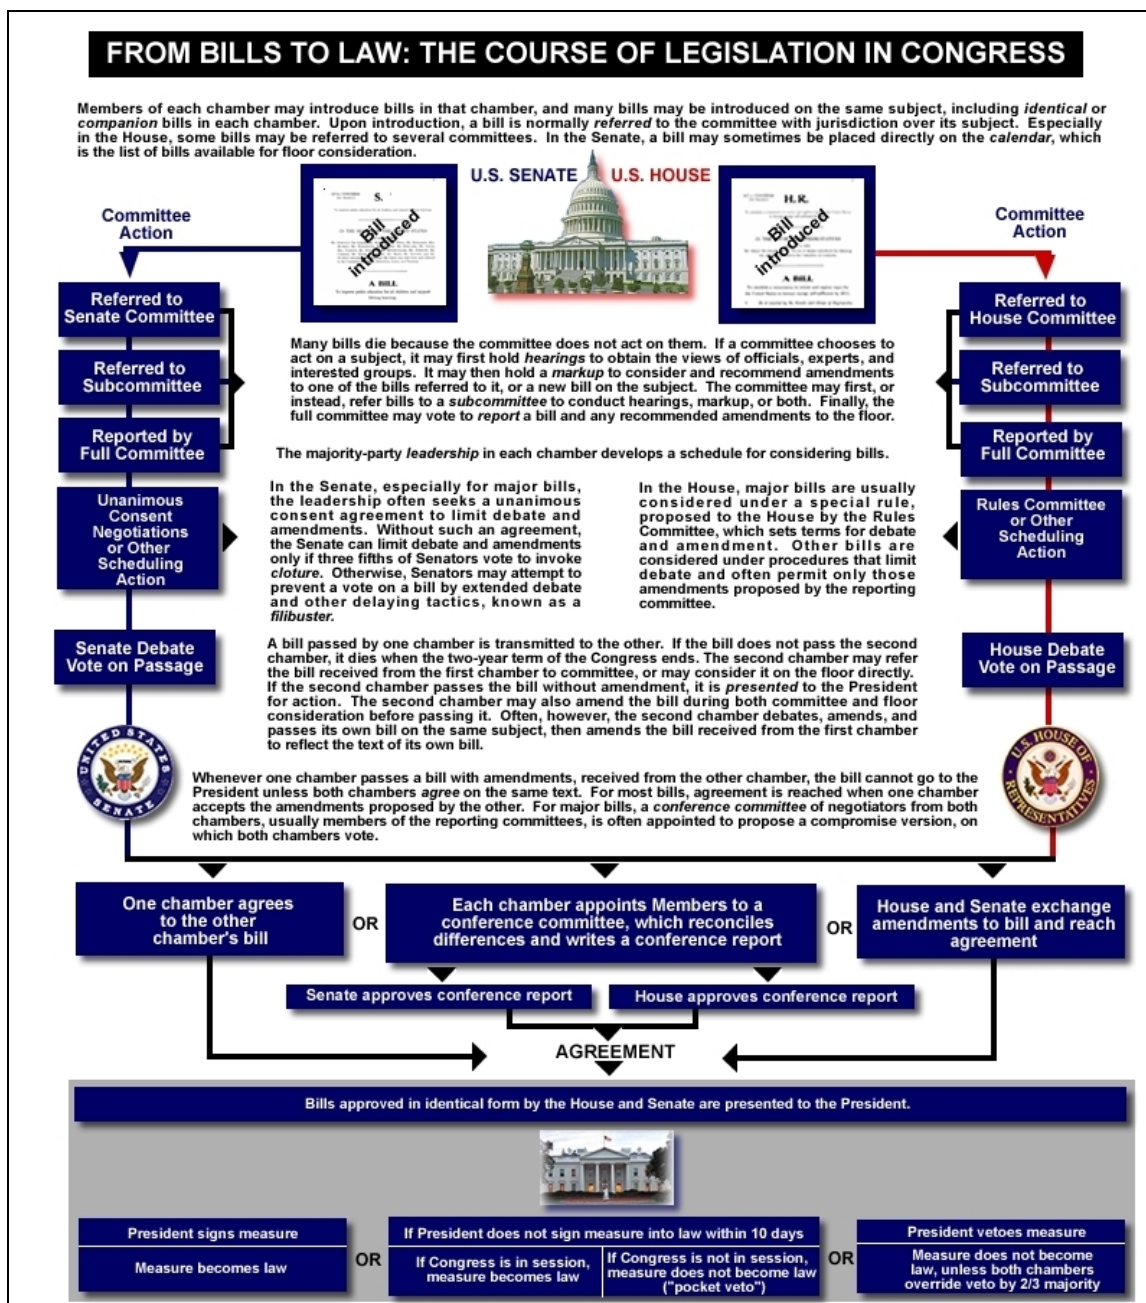 FROM BILLS TO LAW: THE COURSE OF LEGISLATION IN CONGRESS
Members of each chamber may introduce bills in that chamber, and many bills may be introduced on the same subject, including identical or
companion bills in each chamber. Upon introduction, a bill is normally referred to the committee with jurisdiction over its subject. Especially
in the House, some bills may be referred to several committees. In the Senate, a bill may sometimes be placed directly on the calendar, which
is the list of bills available for floor consideration.
U.S. SENATE
U.S. HOUSE
S.
Bill
introduced
A BILL
H.R.
Bill
introduced
A BILL
Committee
Action
Committee
Action
Referred to
Senate Committee
Referred to
Subcommittee
Reported by
Full Committee
Unanimous
Consent
Negotiations
or Other
Scheduling
Action
Senate Debate
Vote on Passage
Referred to
House Committee
Referred to
Subcommittee
Reported by
Full Committee
Rules Committee
or Other
Scheduling
Action
House Debate
Vote on Passage
Many bills die because the committee does not act on them. If a committee chooses to
act on a subject, it may first hold hearings to obtain the views of officials, experts, and
interested groups. It may then hold a markup to consider and recommend amendments
to one of the bills referred to it, or a new bill on the subject. The committee may first, or
instead, refer bills to a subcommittee to conduct hearings, markup, or both. Finally, the
full committee may vote to report a bill and any recommended amendments to the floor.
The majority-party leadership in each chamber develops a schedule for considering bills.
In the Senate, especially for major bills,
the leadership often seeks a unanimous
consent agreement to limit debate and
amendments. Without such an agreement,
the Senate can limit debate and amendments
only if three fifths of Senators vote to invoke
cloture. Otherwise, Senators may attempt to
prevent a vote on a bill by extended debate
and other delaying tactics, known as a
filibuster.
In the House, major bills are usually
considered under a special rule,
proposed to the House by the Rules
Committee, which sets terms for debate
and amendment. Other bills are
considered under procedures that limit
debate and often permit only those
amendments proposed by the reporting
committee.
A bill passed by one chamber is transmitted to the other. If the bill does not pass the second
chamber, it dies when the two-year term of the Congress ends. The second chamber may refer
the bill received from the first chamber to committee, or may consider it on the floor directly.
If the second chamber passes the bill without amendment, it is presented to the President
for action. The second chamber may also amend the bill during both committee and floor
consideration before passing it. Often, however, the second chamber debates, amends, and
passes its own bill on the same subject, then amends the bill received from the first chamber
to reflect the text of its own bill.
UNITED STATES
SENATE
U.S. HOUSE OF
REPRESENTATIVES
Whenever one chamber passes a bill with amendments, received from the other chamber, the bill cannot go to the
President unless both chambers agree on the same text. For most bills, agreement is reached when one chamber
accepts the amendments proposed by the other. For major bills, a conference committee of negotiators from both
chambers, usually members of the reporting committees, is often appointed to propose a compromise version, on
which both chambers vote.
One chamber agrees
to the other
chamber's bill
OR
Each chamber appoints Members to a
conference committee, which reconciles
differences and writes a conference report
OR
House and Senate exchange
amendments to bill and reach
agreement
Senate approves conference report
House approves conference report
AGREEMENT
Bills approved in identical form by the House and Senate are presented to the President.
President signs measure
Measure becomes law
OR
If President does not sign measure into law within 10 days
If Congress is in session,
measure becomes law
If Congress is not in session,
measure does not become law
("pocket veto")
OR
President vetoes measure
Measure does not become
law, unless both chambers
override veto by 2/3 majority